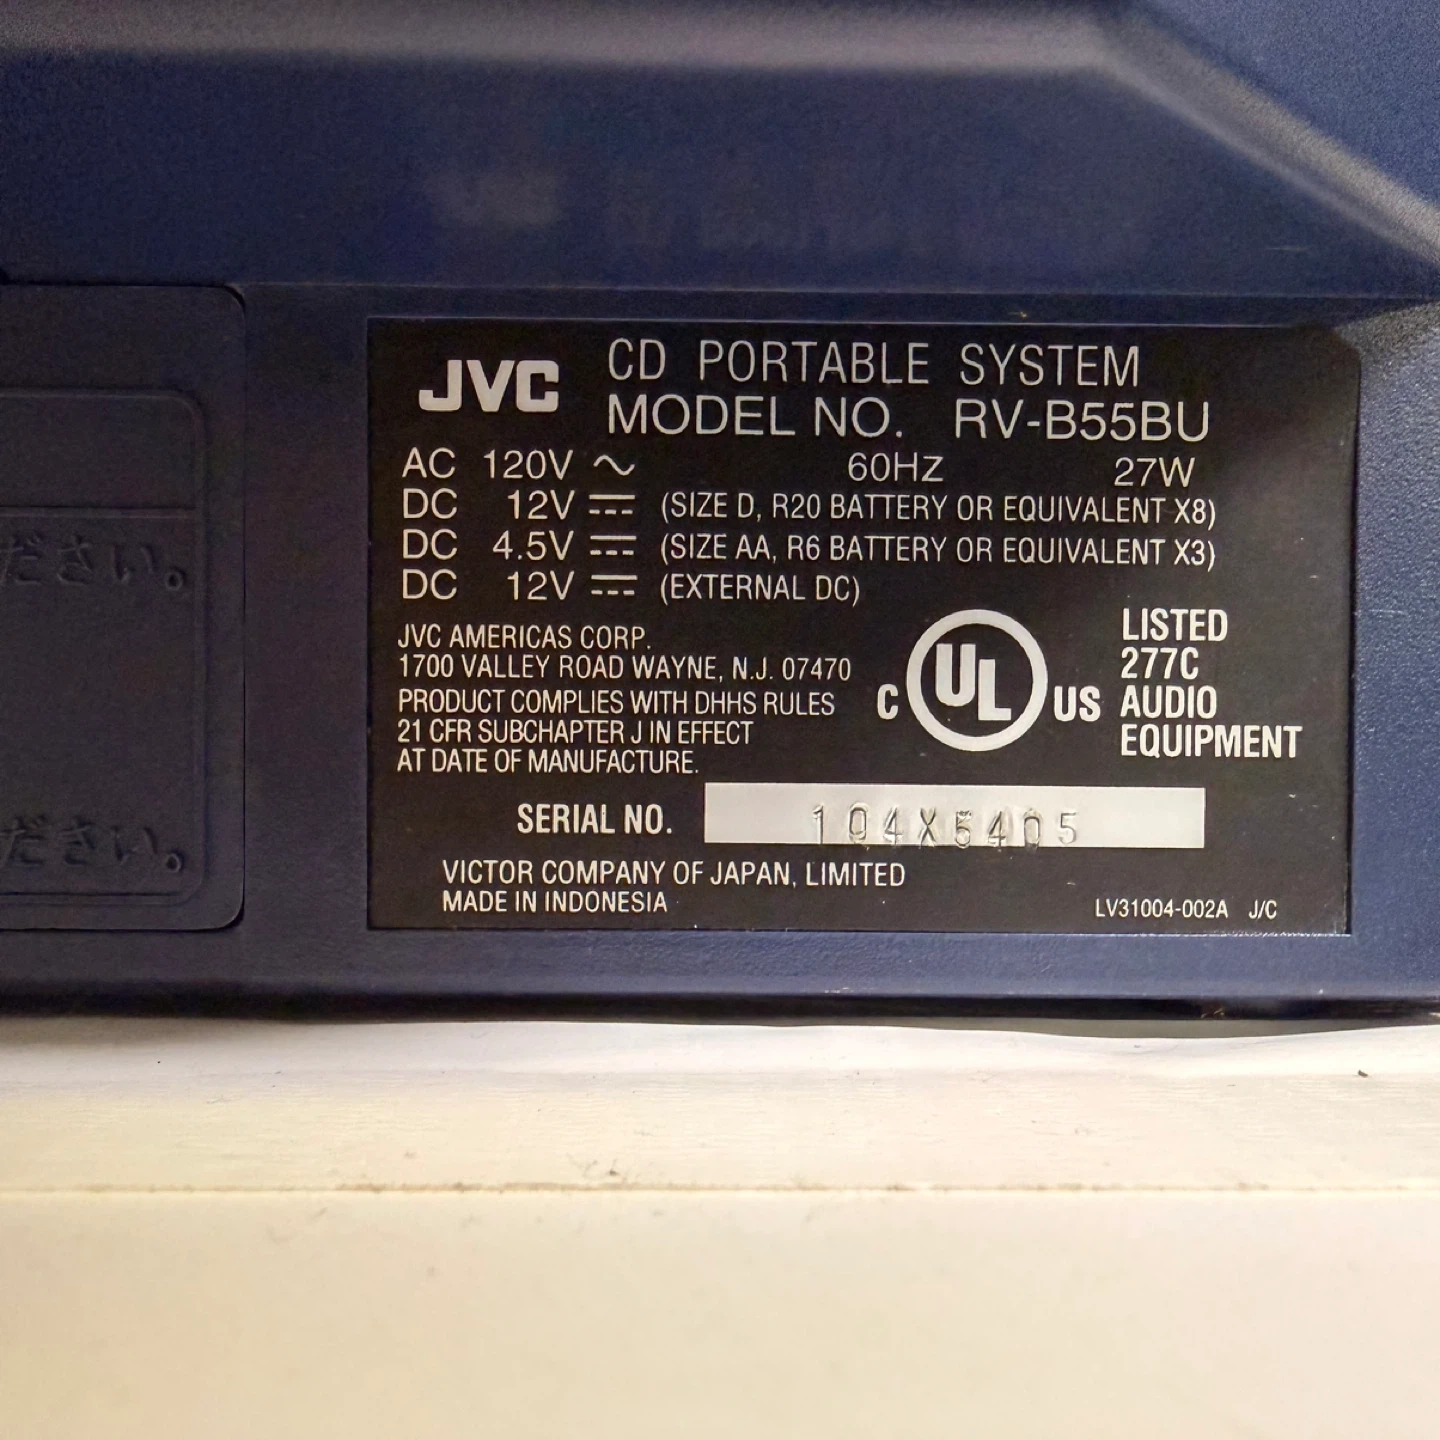 JVC CD PORTABLE SYSTEM
MODEL NO. RV-B55BU
AC 120V ~ 60HZ 27W
DC 12V ⎓ (SIZE D, R20 BATTERY OR EQUIVALENT X8)
DC 4.5V ⎓ (SIZE AA, R6 BATTERY OR EQUIVALENT X3)
DC 12V ⎓ (EXTERNAL DC)
JVC AMERICAS CORP.
1700 VALLEY ROAD WAYNE, N.J. 07470
PRODUCT COMPLIES WITH DHHS RULES
21 CFR SUBCHAPTER J IN EFFECT
AT DATE OF MANUFACTURE.
C UL US
LISTED
277C
AUDIO
EQUIPMENT
SERIAL NO. 104X5405
VICTOR COMPANY OF JAPAN, LIMITED
MADE IN INDONESIA
LV31004-002A J/C
ださい。
ださい。